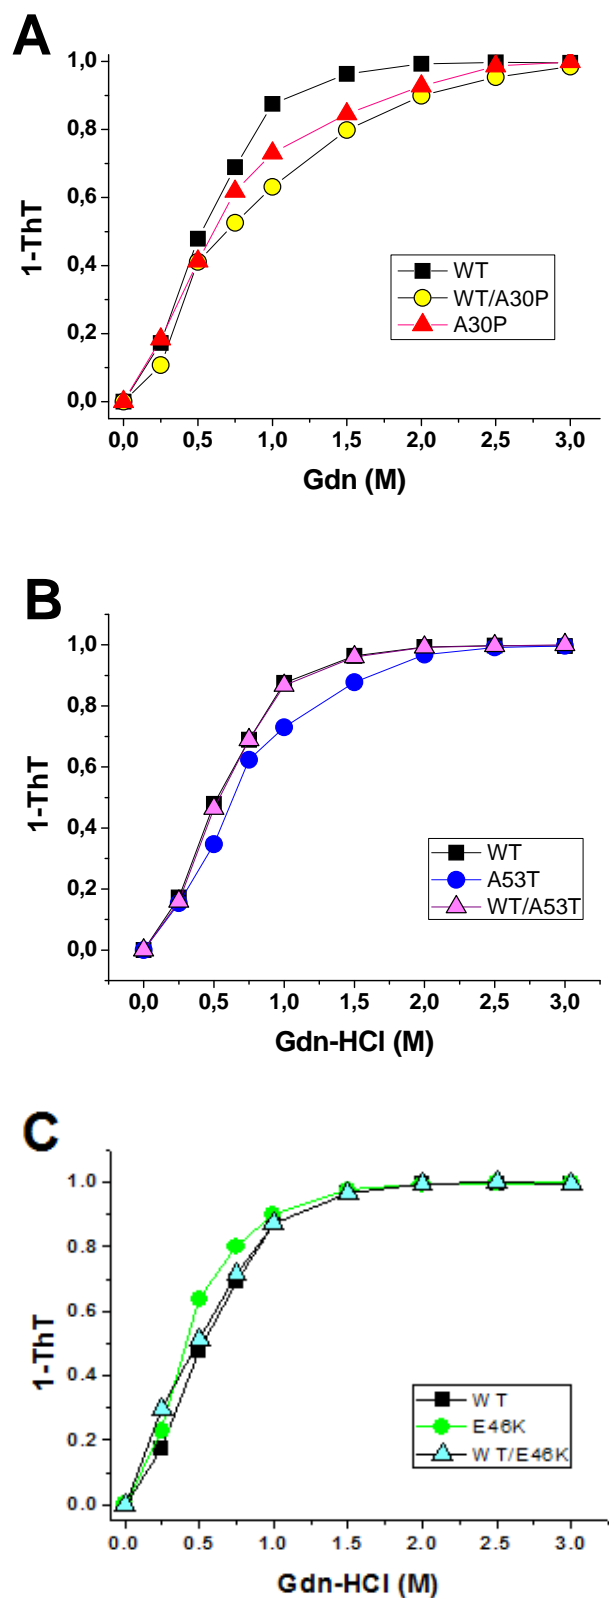 A
1,0
0,8
0,6
0,4
0,2
0,0
1-ThT
WT
WT/A30P
A30P
0,0 0,5 1,0 1,5 2,0 2,5 3,0
Gdn (M)
B
1,0
0,8
0,6
0,4
0,2
0,0
1-ThT
WT
A53T
WT/A53T
0,0 0,5 1,0 1,5 2,0 2,5 3,0
Gdn-HCl (M)
C
1.0
0.8
0.6
0.4
0.2
0.0
1-ThT
WT
E46K
WT/E46K
0.0 0.5 1.0 1.5 2.0 2.5 3.0
Gdn-HCl (M)